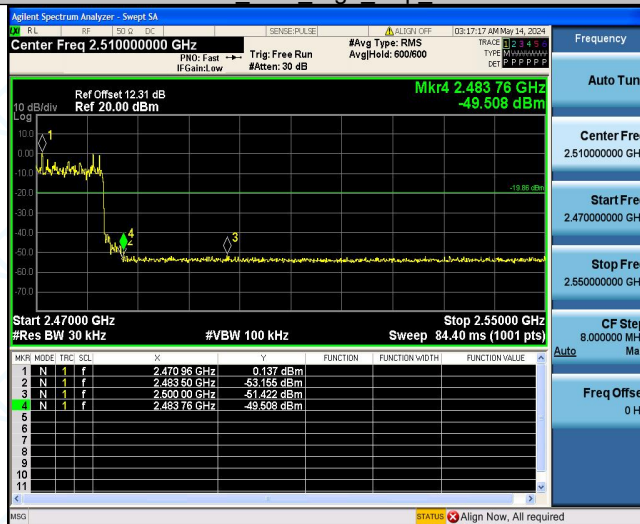 Agilent Spectrum Analyzer - Swept SA
LXI RL RF 50 Ω DC SENSE:PULSE ALIGN OFF 03:17:17 AM May 14, 2024
Center Freq 2.510000000 GHz #Avg Type: RMS TRACE 1 2 3 4 5 6
PNO: Fast Trig: Free Run Avg|Hold: 600/600 TYPE M W W W W W
IFGain:Low #Atten: 30 dB DET P P P P P P
Mkr4 2.483 76 GHz
-49.508 dBm
Ref Offset 12.31 dB
10 dB/div Ref 20.00 dBm
Log
10.0
0.00
-10.0
-20.0
-30.0
-40.0
-50.0
-60.0
-70.0
1
-19.86 dBm
4
2
3
Start 2.47000 GHz Stop 2.55000 GHz
#Res BW 30 kHz #VBW 100 kHz Sweep 84.40 ms (1001 pts)
MKR MODE TRC SCL X Y FUNCTION FUNCTION WIDTH FUNCTION VALUE
1 N 1 f 2.470 96 GHz 0.137 dBm
2 N 1 f 2.483 50 GHz -53.155 dBm
3 N 1 f 2.500 00 GHz -51.422 dBm
4 N 1 f 2.483 76 GHz -49.508 dBm
5
6
7
8
9
10
11
MSG STATUS Align Now, All required
Frequency
Auto Tun
Center Fre
2.510000000 GH
Start Fre
2.470000000 GH
Stop Fre
2.550000000 GH
CF Ste
8.000000 MH
Auto Ma
Freq Offse
0 H